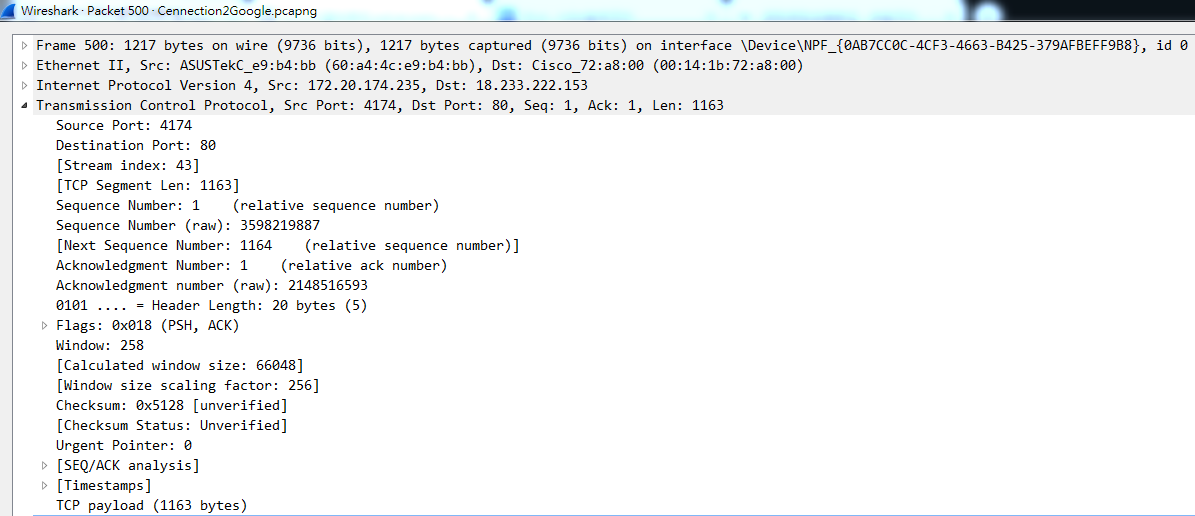 Wireshark · Packet 500 · Cennection2Google.pcapng
Frame 500: 1217 bytes on wire (9736 bits), 1217 bytes captured (9736 bits) on interface \Device\NPF_{0AB7CC0C-4CF3-4663-B425-379AFBEFF9B8}, id 0
Ethernet II, Src: ASUSTekC_e9:b4:bb (60:a4:4c:e9:b4:bb), Dst: Cisco_72:a8:00 (00:14:1b:72:a8:00)
Internet Protocol Version 4, Src: 172.20.174.235, Dst: 18.233.222.153
Transmission Control Protocol, Src Port: 4174, Dst Port: 80, Seq: 1, Ack: 1, Len: 1163
Source Port: 4174
Destination Port: 80
[Stream index: 43]
[TCP Segment Len: 1163]
Sequence Number: 1    (relative sequence number)
Sequence Number (raw): 3598219887
[Next Sequence Number: 1164    (relative sequence number)]
Acknowledgment Number: 1    (relative ack number)
Acknowledgment number (raw): 2148516593
0101 .... = Header Length: 20 bytes (5)
Flags: 0x018 (PSH, ACK)
Window: 258
[Calculated window size: 66048]
[Window size scaling factor: 256]
Checksum: 0x5128 [unverified]
[Checksum Status: Unverified]
Urgent Pointer: 0
[SEQ/ACK analysis]
[Timestamps]
TCP payload (1163 bytes)